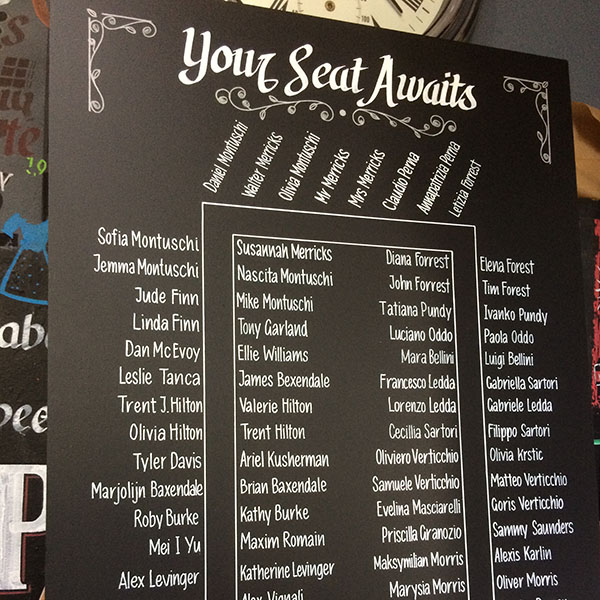 Your Seat Awaits
Daniel Montuschi
Walter Merricks
Olivia Montuschi
Mr Merricks
Mrs Merricks
Claudio Penna
Annapatizia Penna
Letizia Forrest
Sofia Montuschi
Jemma Montuschi
Jude Finn
Linda Finn
Dan McEvoy
Leslie Tanca
Trent J. Hilton
Olivia Hilton
Tyler Davis
Marjolijn Baxendale
Roby Burke
Mei I Yu
Alex Levinger
Susannah Merricks
Nascita Montuschi
Mike Montuschi
Tony Garland
Ellie Williams
James Bexendale
Valerie Hilton
Trent Hilton
Ariel Kusherman
Brian Baxendale
Kathy Burke
Maxim Romain
Katherine Levinger
Alex Vignali
Diana Forrest
John Forrest
Tatiana Pundy
Luciano Oddo
Mara Bellini
Francesco Ledda
Lorenzo Ledda
Cecillia Sartori
Oliviero Verticchio
Samuele Verticchio
Evelina Masciarelli
Priscilla Granozio
Maksymilian Morris
Marysia Morris
Elena Forest
Tim Forest
Ivanko Pundy
Paola Oddo
Luigi Bellini
Gabriella Sartori
Gabriele Ledda
Filippo Sartori
Olivia Krstic
Matteo Verticchio
Goris Verticchio
Sammy Saunders
Alexis Karlin
Oliver Morris